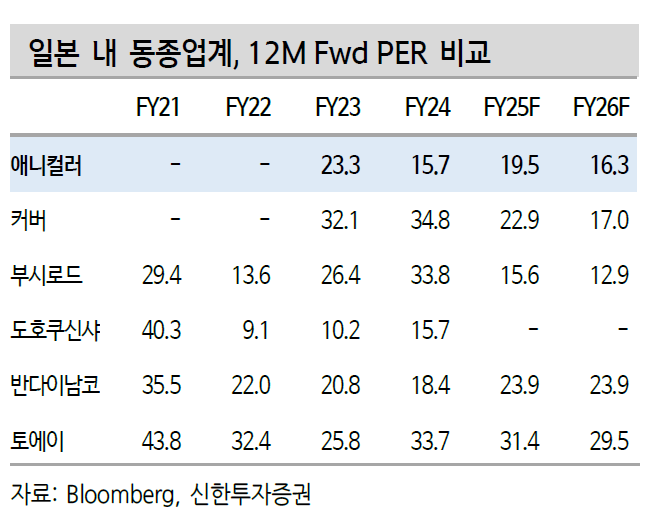 일본 내 동종업계, 12M Fwd PER 비교
FY21 FY22 FY23 FY24 FY25F FY26F
애니컬러 – – 23.3 15.7 19.5 16.3
커버 – – 32.1 34.8 22.9 17.0
부시로드 29.4 13.6 26.4 33.8 15.6 12.9
도호쿠신샤 40.3 9.1 10.2 15.7 – –
반다이남코 35.5 22.0 20.8 18.4 23.9 23.9
토에이 43.8 32.4 25.8 33.7 31.4 29.5
자료: Bloomberg, 신한투자증권